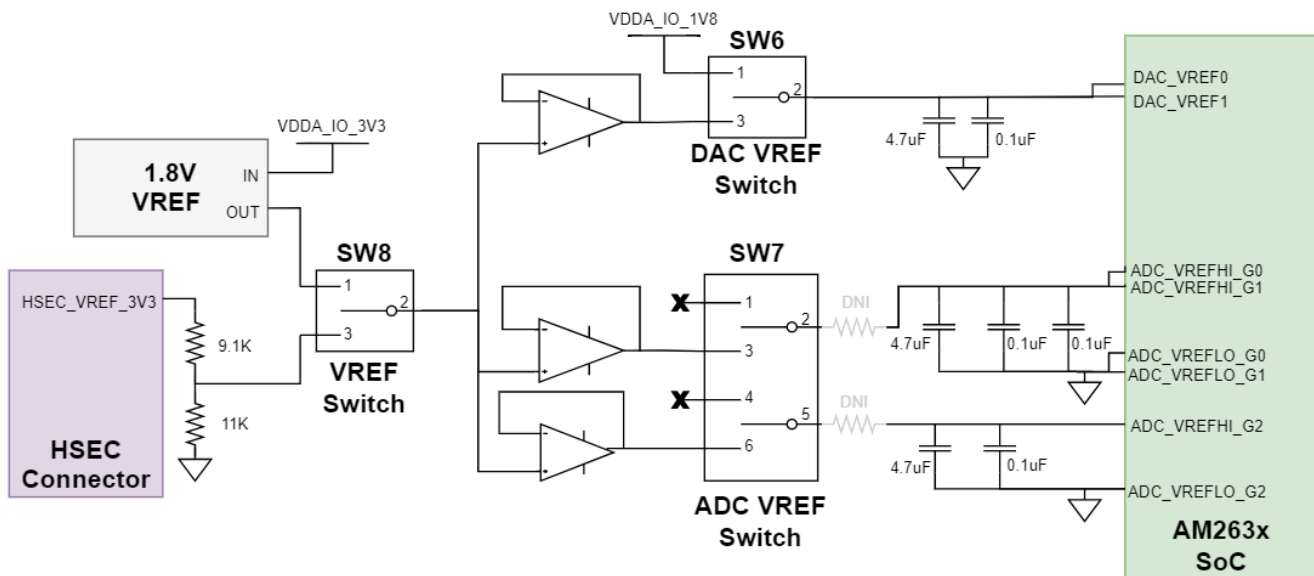 VDDA_IO_1V8
SW6
1
2
3
DAC VREF
Switch
-
+
DAC_VREF0
DAC_VREF1
4.7uF
0.1uF
VDDA_IO_3V3
1.8V
VREF
IN
OUT
HSEC_VREF_3V3
9.1K
11K
HSEC
Connector
SW8
1
2
3
VREF
Switch
-
+
-
+
SW7
X
1
2
3
X
4
5
6
ADC VREF
Switch
DNI
DNI
4.7uF
0.1uF
0.1uF
4.7uF
0.1uF
ADC_VREFHI_G0
ADC_VREFHI_G1
ADC_VREFLO_G0
ADC_VREFLO_G1
ADC_VREFHI_G2
ADC_VREFLO_G2
AM263x
SoC